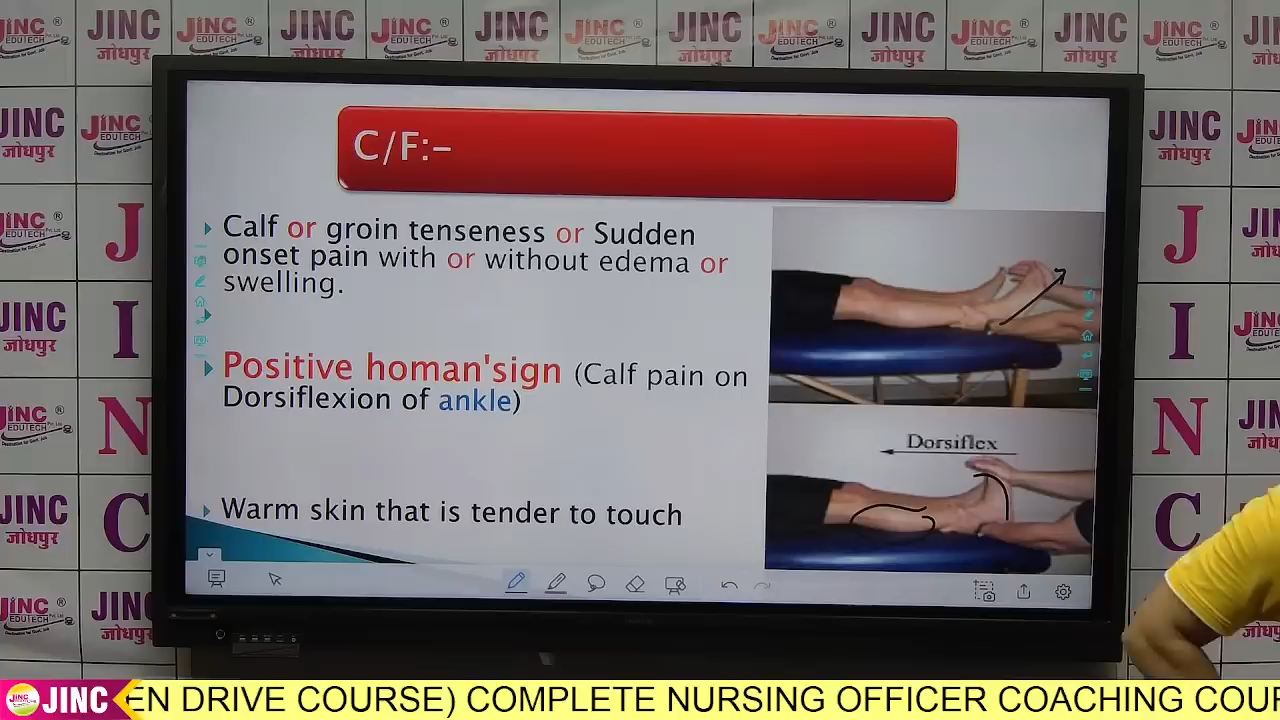 C/F:-
Calf or groin tenseness or Sudden
onset pain with or without edema or
swelling.
Positive homan'sign (Calf pain on
Dorsiflexion of ankle)
Warm skin that is tender to touch
Dorsiflex
JINC
जोधपुर
JINC
EDUTECH
J
I
N
C
J
I
N
C
JINC
EN DRIVE COURSE) COMPLETE NURSING OFFICER COACHING COUR